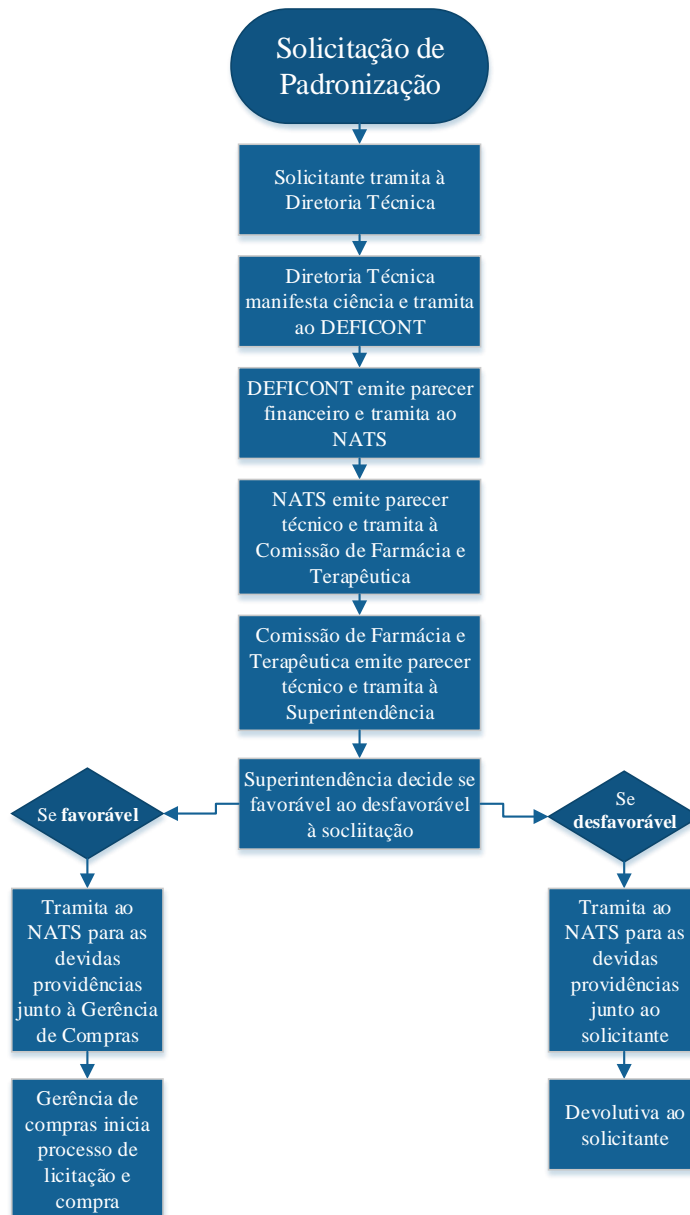 Solicitação de
Padronização
Solicitante tramita à
Diretoria Técnica
Diretoria Técnica
manifesta ciência e tramita
ao DEFICONT
DEFICONT emite parecer
financeiro e tramita ao
NATS
NATS emite parecer
técnico e tramita à
Comissão de Farmácia e
Terapêutica
Comissão de Farmácia e
Terapêutica emite parecer
técnico e tramita à
Superintendência
Superintendência decide se
favorável ao desfavorável
à socliitação
Se favorável
Tramita ao
NATS para as
devidas
providências
junto à Gerência
de Compras
Gerência de
compras inicia
processo de
licitação e
compra
Se
desfavorável
Tramita ao
NATS para as
devidas
providências
junto ao
solicitante
Devolutiva ao
solicitante